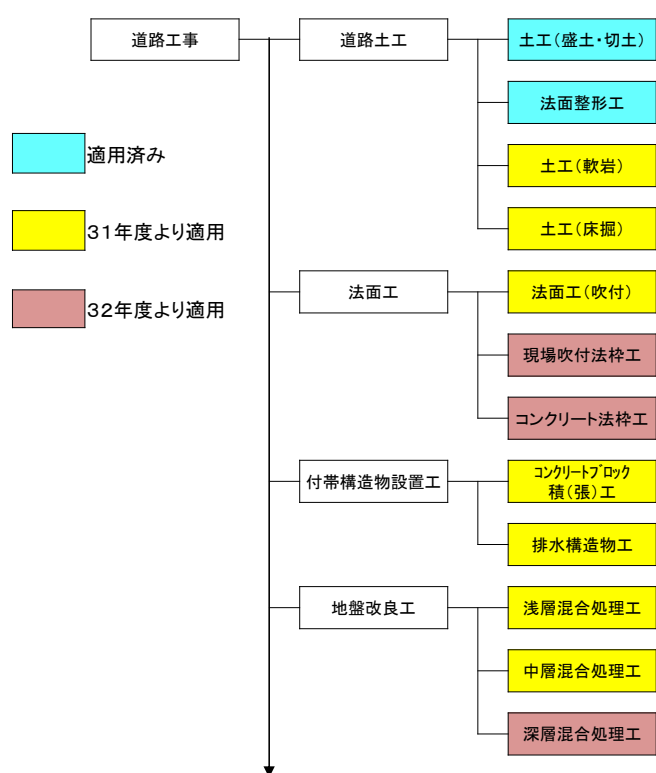 道路工事
道路土工
土工(盛土・切土)
法面整形工
適用済み
土工(軟岩)
31年度より適用
土工(床掘)
法面工
法面工(吹付)
32年度より適用
現場吹付法枠工
コンクリート法枠工
付帯構造物設置工
コンクリートブロック
積(張)工
排水構造物工
地盤改良工
浅層混合処理工
中層混合処理工
深層混合処理工